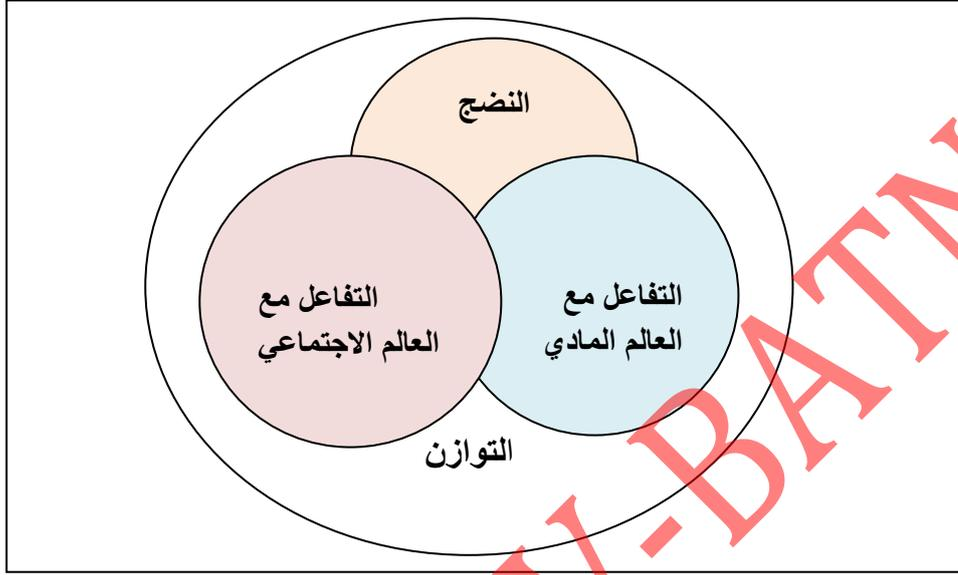 النضج
التفاعل مع
العالم المادي
التفاعل مع
العالم الاجتماعي
التوازن
V-BATN